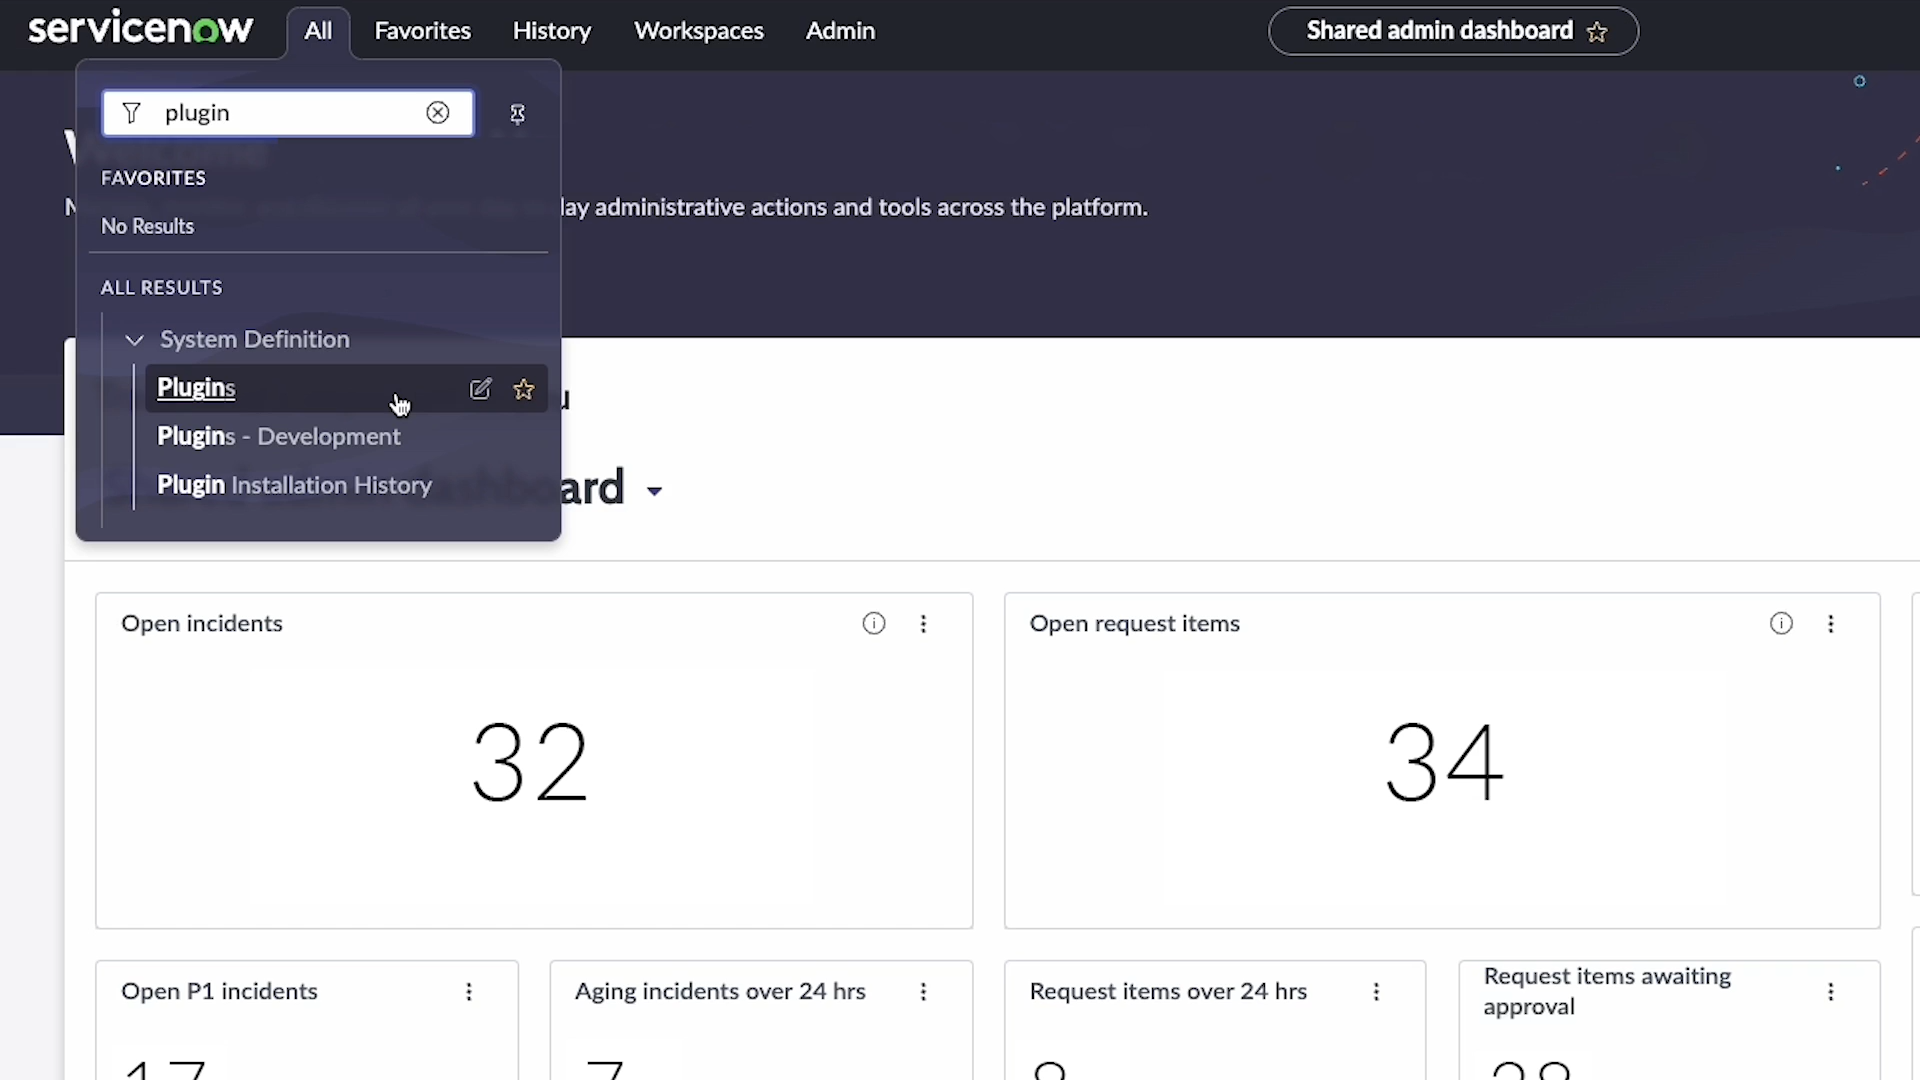 servicenow
All
Favorites
History
Workspaces
Admin
Shared admin dashboard
plugin
FAVORITES
No Results
lay administrative actions and tools across the platform.
ALL RESULTS
System Definition
Plugins
Plugins - Development
Plugin Installation History
ard
Open incidents
32
Open request items
34
Open P1 incidents
17
Aging incidents over 24 hrs
Request items over 24 hrs
Request items awaiting
approval